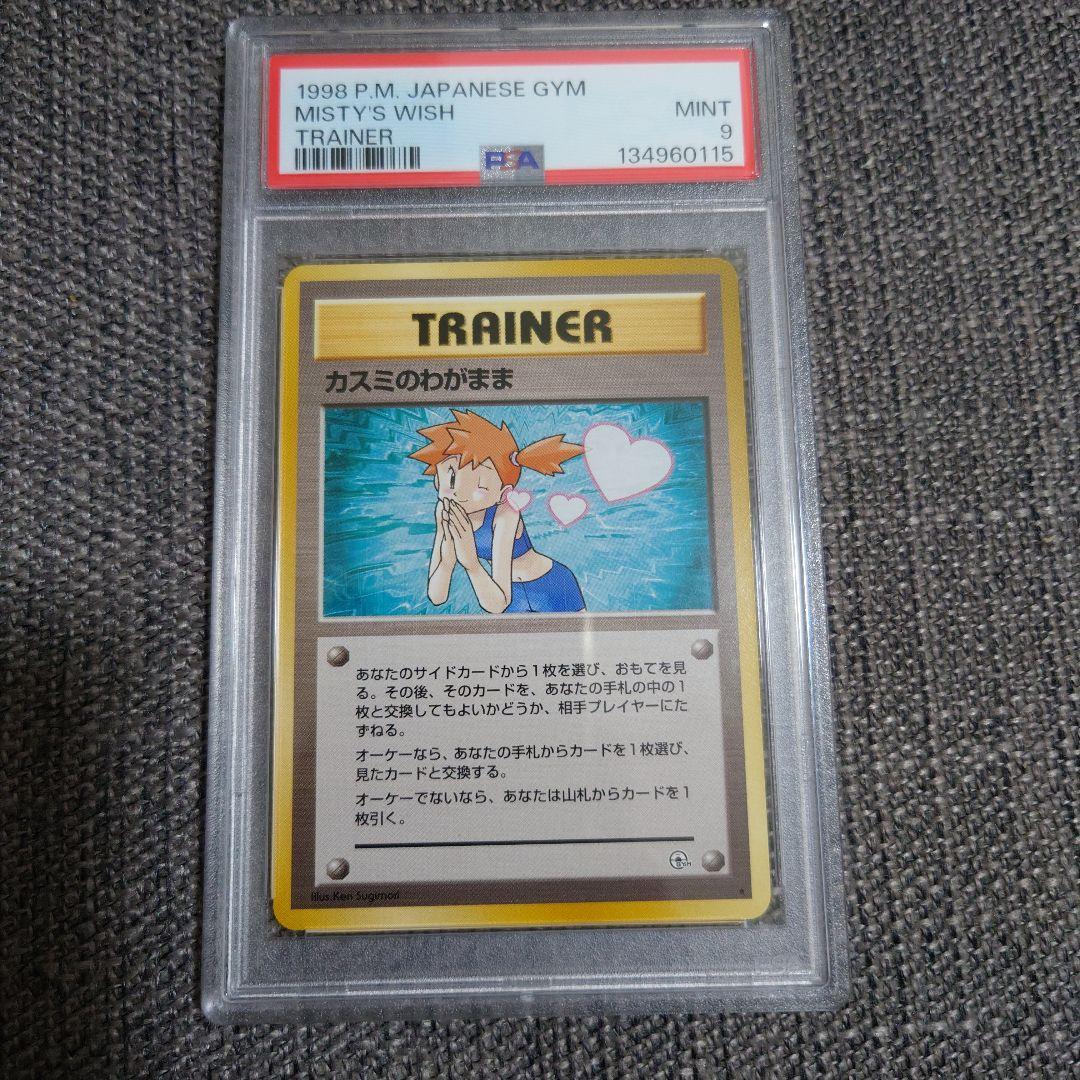 1998 P.M. JAPANESE GYM
MISTY'S WISH MINT
TRAINER 9
PSA 134960115
TRAINER
カスミのわがまま
あなたのサイドカードから1枚を選び、おもてを見
る。その後、そのカードを、あなたの手札の中の1
枚と交換してもよいかどうか、相手プレイヤーにた
ずねる。
オーケーなら、あなたの手札からカードを1枚選び、
見たカードと交換する。
オーケーでないなら、あなたは山札からカードを1
枚引く。
GYM
Illus. Ken Sugimori